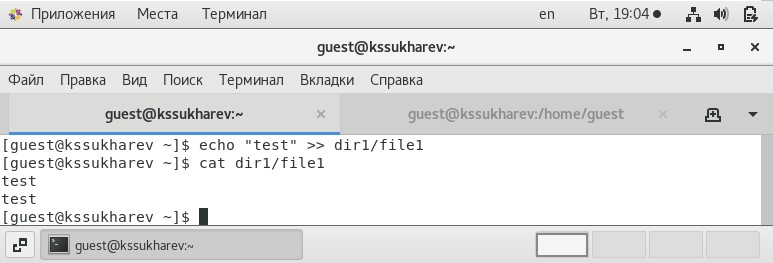 Приложения Места Терминал en Вт, 19:04
guest@kssukharev:~
Файл Правка Вид Поиск Терминал Вкладки Справка
guest@kssukharev:~ guest@kssukharev:/home/guest
[guest@kssukharev ~]$ echo "test" >> dir1/file1
[guest@kssukharev ~]$ cat dir1/file1
test
test
[guest@kssukharev ~]$
guest@kssukharev:~